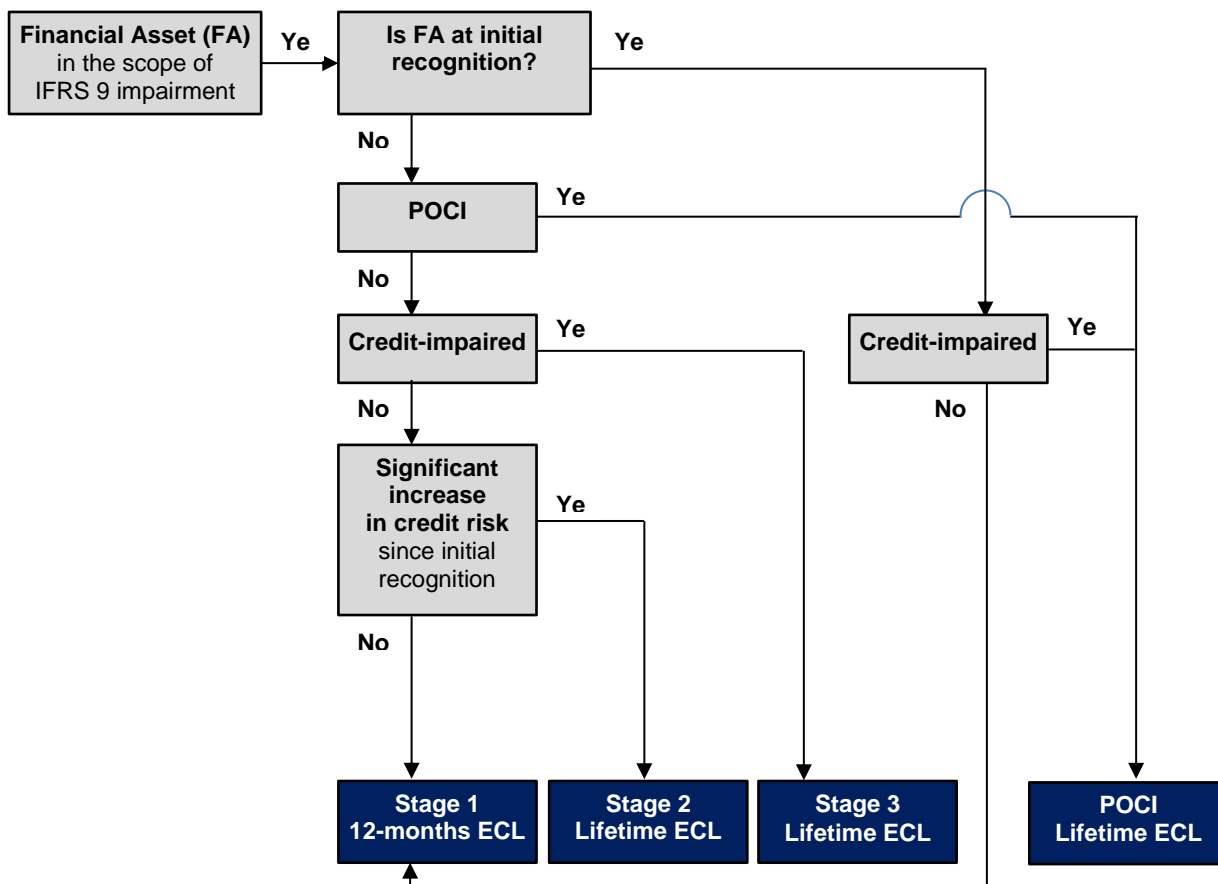 Financial Asset (FA)
in the scope of
IFRS 9 impairment
Ye
Is FA at initial
recognition?
Ye
No
POCI
Ye
No
Credit-impaired
Ye
Credit-impaired
Ye
No
No
Significant
increase
in credit risk
since initial
recognition
Ye
No
Stage 1
12-months ECL
Stage 2
Lifetime ECL
Stage 3
Lifetime ECL
POCI
Lifetime ECL